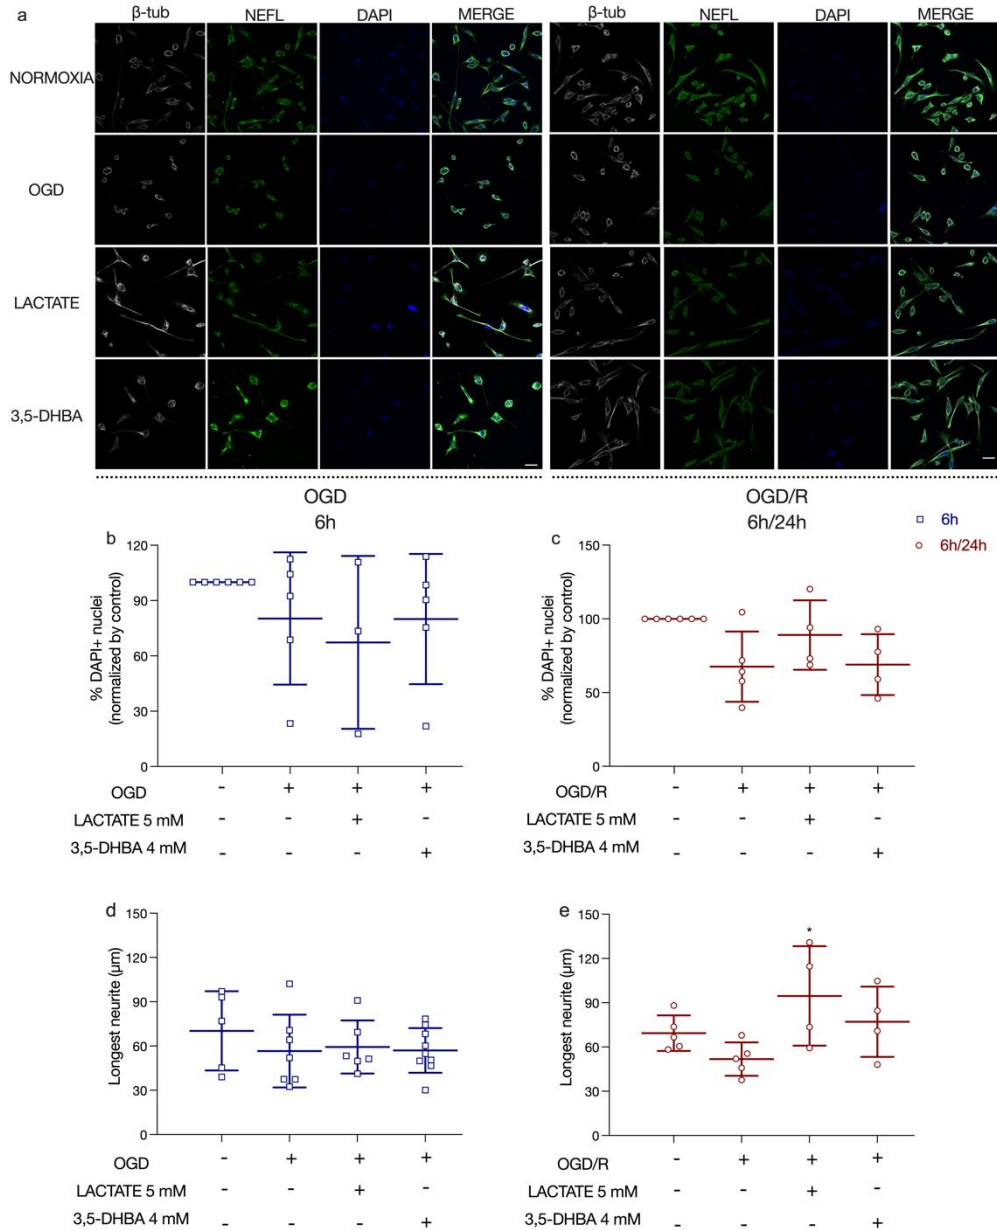 a
β-tub NEFL DAPI MERGE β-tub NEFL DAPI MERGE
NORMOXIA
OGD
LACTATE
3,5-DHBA
OGD OGD/R
6h 6h/24h
6h
6h/24h
b
% DAPI+ nuclei
(normalized by control)
120
90
60
30
0
OGD - + + +
LACTATE 5 mM - - + -
3,5-DHBA 4 mM - - - +
c
% DAPI+ nuclei
(normalized by control)
150
100
50
0
OGD/R - + + +
LACTATE 5 mM - - + -
3,5-DHBA 4 mM - - - +
d
Longest neurite (µm)
150
120
90
60
30
0
OGD - + + +
LACTATE 5 mM - - + -
3,5-DHBA 4 mM - - - +
e
Longest neurite (µm)
150
120
90
60
30
0
*
OGD/R - + + +
LACTATE 5 mM - - + -
3,5-DHBA 4 mM - - - +